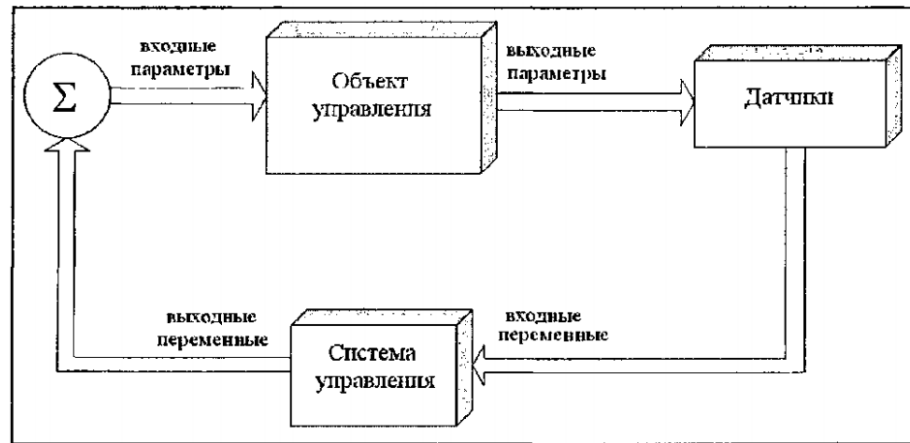 входные
параметры
Σ
Объект
управления
выходные
параметры
Датчики
выходные
переменные
Система
управления
входные
переменные